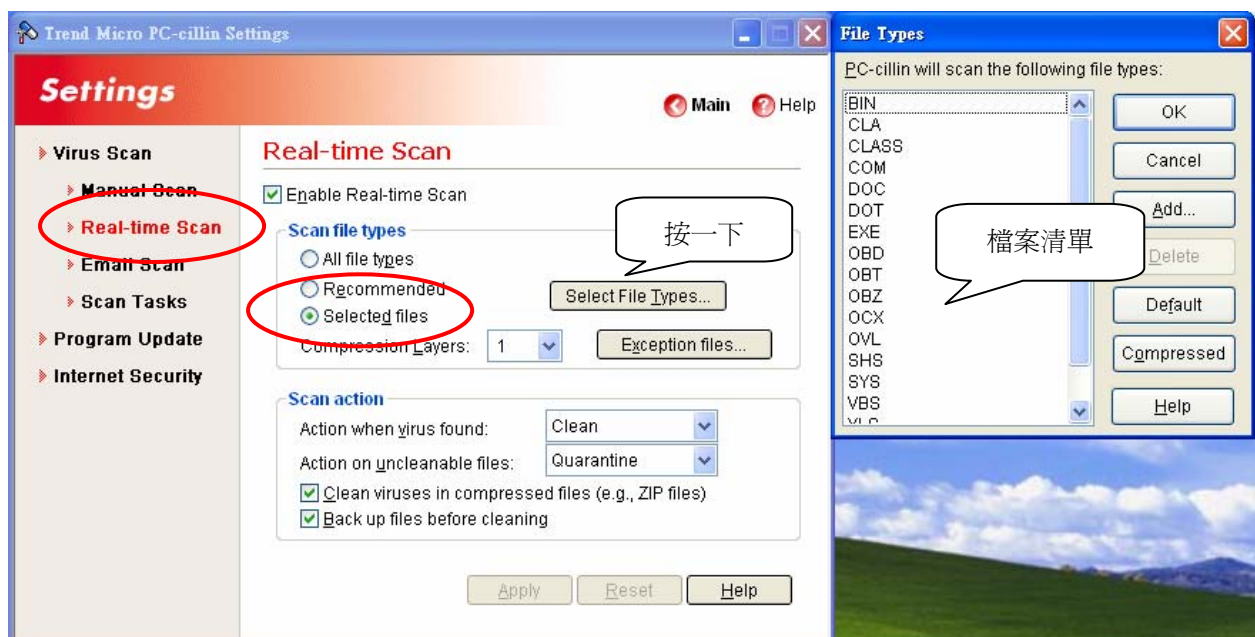 Trend Micro PC-cillin Settings
Settings
Main
Help
Virus Scan
Manual Scan
Real-time Scan
Email Scan
Scan Tasks
Program Update
Internet Security
Real-time Scan
Enable Real-time Scan
Scan file types
All file types
Recommended
Selected files
Compression Layers: 1
按一下
Select File Types...
Exception files...
Scan action
Action when virus found: Clean
Action on uncleanable files: Quarantine
Clean viruses in compressed files (e.g., ZIP files)
Back up files before cleaning
Apply
Reset
Help
File Types
PC-cillin will scan the following file types:
BIN
CLA
CLASS
COM
DOC
DOT
EXE
OBD
OBT
OBZ
OCX
OVL
SHS
SYS
VBS
檔案清單
OK
Cancel
Add...
Delete
Default
Compressed
Help